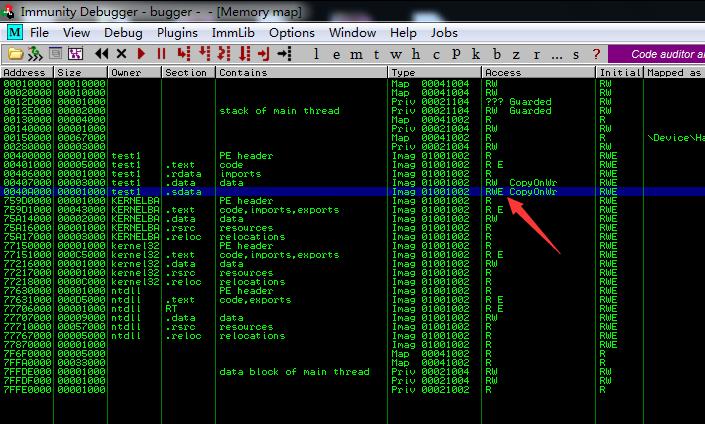 Immunity Debugger - bugger - - [Memory map]
M File View Debug Plugins ImmLib Options Window Help Jobs
l e m t w h c p k b z r ... s ? Code auditor a
Address Size Owner Section Contains Type Access Initial Mapped as
00010000 00010000 Map 00041004 RW RW
00020000 00010000 Map 00041004 RW RW
0012D000 00001000 Priv 00021104 ??? Guarded RW
0012E000 00002000 stack of main thread Priv 00021104 RW Guarded RW
00130000 00004000 Map 00041002 R R
00140000 00001000 Priv 00021004 RW RW
00150000 00067000 Map 00041002 R R \Device\Ha
00280000 00003000 Priv 00021004 RW RW
00400000 00001000 test1 PE header Imag 01001002 R RWE
00401000 00005000 test1 .text code Imag 01001002 R E RWE
00406000 00001000 test1 .rdata imports Imag 01001002 R RWE
00407000 00003000 test1 .data data Imag 01001002 RW CopyOnWr RWE
0040A000 00001000 test1 .sdata Imag 01001002 RWE CopyOnWr RWE
759D0000 00001000 KERNELBA PE header Imag 01001002 R RWE
759D1000 00043000 KERNELBA .text code,imports,exports Imag 01001002 R E RWE
75A14000 00002000 KERNELBA .data data Imag 01001002 RW RWE
75A16000 00001000 KERNELBA .rsrc resources Imag 01001002 R RWE
75A17000 00003000 KERNELBA .reloc relocations Imag 01001002 R RWE
77150000 00001000 kernel32 PE header Imag 01001002 R RWE
77151000 000C5000 kernel32 .text code,imports,exports Imag 01001002 R E RWE
77216000 00001000 kernel32 .data data Imag 01001002 RW RWE
77217000 00001000 kernel32 .rsrc resources Imag 01001002 R RWE
77218000 0000C000 kernel32 .reloc relocations Imag 01001002 R RWE
77630000 00001000 ntdll PE header Imag 01001002 R RWE
77631000 000D5000 ntdll .text code,exports Imag 01001002 R E RWE
77706000 00001000 ntdll RT Imag 01001002 R E RWE
77707000 00009000 ntdll .data data Imag 01001002 RW RWE
77710000 00057000 ntdll .rsrc resources Imag 01001002 R RWE
77767000 00005000 ntdll .reloc relocations Imag 01001002 R RWE
77870000 00001000 Imag 01001002 R RWE
7F6F0000 00005000 Map 00041002 R R
7FFA0000 00033000 Map 00041002 R R
7FFDE000 00001000 data block of main thread Priv 00021004 RW RW
7FFDF000 00001000 Priv 00021004 RW RW
7FFE0000 00001000 Priv 00021002 R R